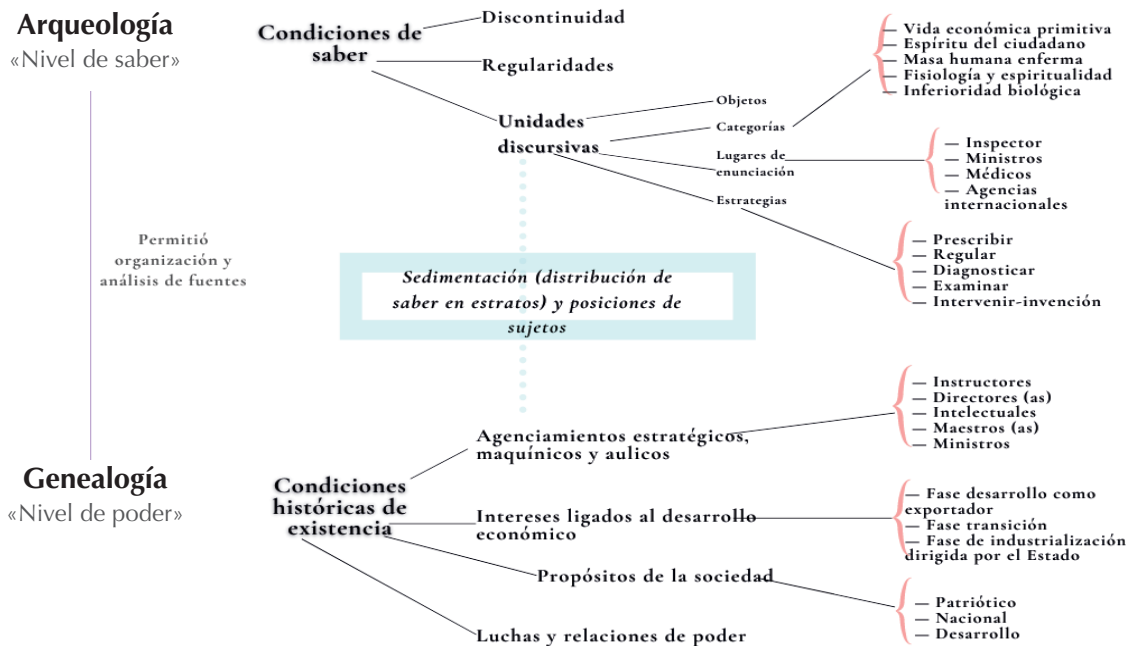 Arqueología
«Nivel de saber»
Condiciones de
saber
Discontinuidad
Regularidades
Unidades
discursivas
Objetos
Categorías
Lugares de
enunciación
Estrategias
— Vida económica primitiva
— Espíritu del ciudadano
— Masa humana enferma
— Fisiología y espiritualidad
— Inferioridad biológica
— Inspector
— Ministros
— Médicos
— Agencias
internacionales
— Prescribir
— Regular
— Diagnosticar
— Examinar
— Intervenir-invención
Permitió
organización y
análisis de fuentes
Sedimentación (distribución de
saber en estratos) y posiciones de
sujetos
Genealogía
«Nivel de poder»
Condiciones
históricas de
existencia
Agenciamientos estratégicos,
maquínicos y aulicos
— Instructores
— Directores (as)
— Intelectuales
— Maestros (as)
— Ministros
Intereses ligados al desarrollo
económico
— Fase desarrollo como
exportador
— Fase transición
— Fase de industrialización
dirigida por el Estado
Propósitos de la sociedad
— Patriótico
— Nacional
— Desarrollo
Luchas y relaciones de poder